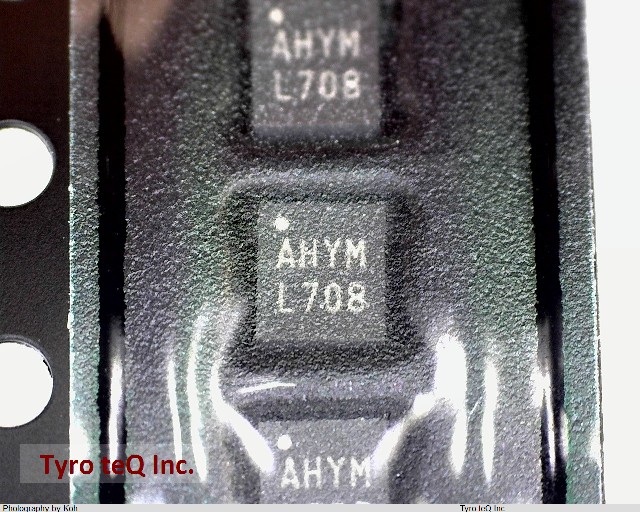 AHYM
L708
AHYM
L708
AHYM
Tyro teQ Inc.
Photography by Koh
Tyro teQ Inc